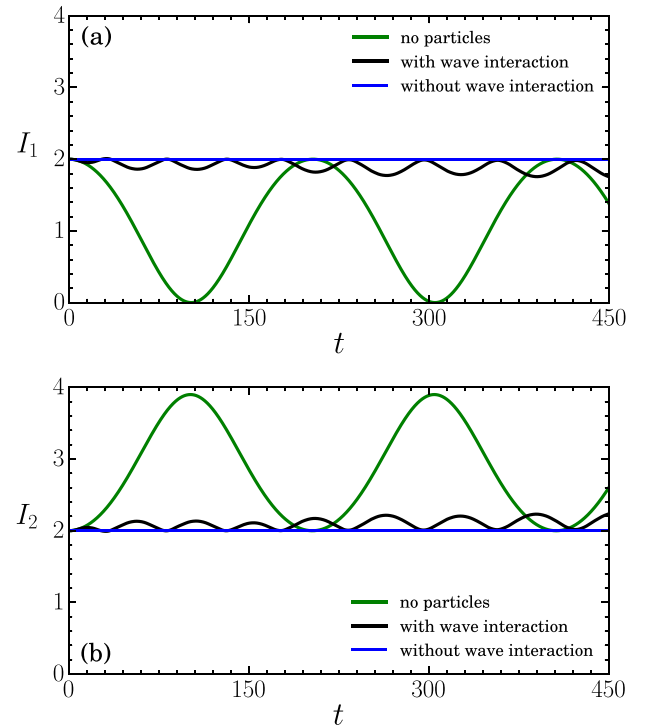 4
(a)
no particles
with wave interaction
without wave interaction
3
I₁
2
1
0
0
150
300
450
t
4
3
I₂
2
1
no particles
with wave interaction
without wave interaction
(b)
0
0
150
300
450
t